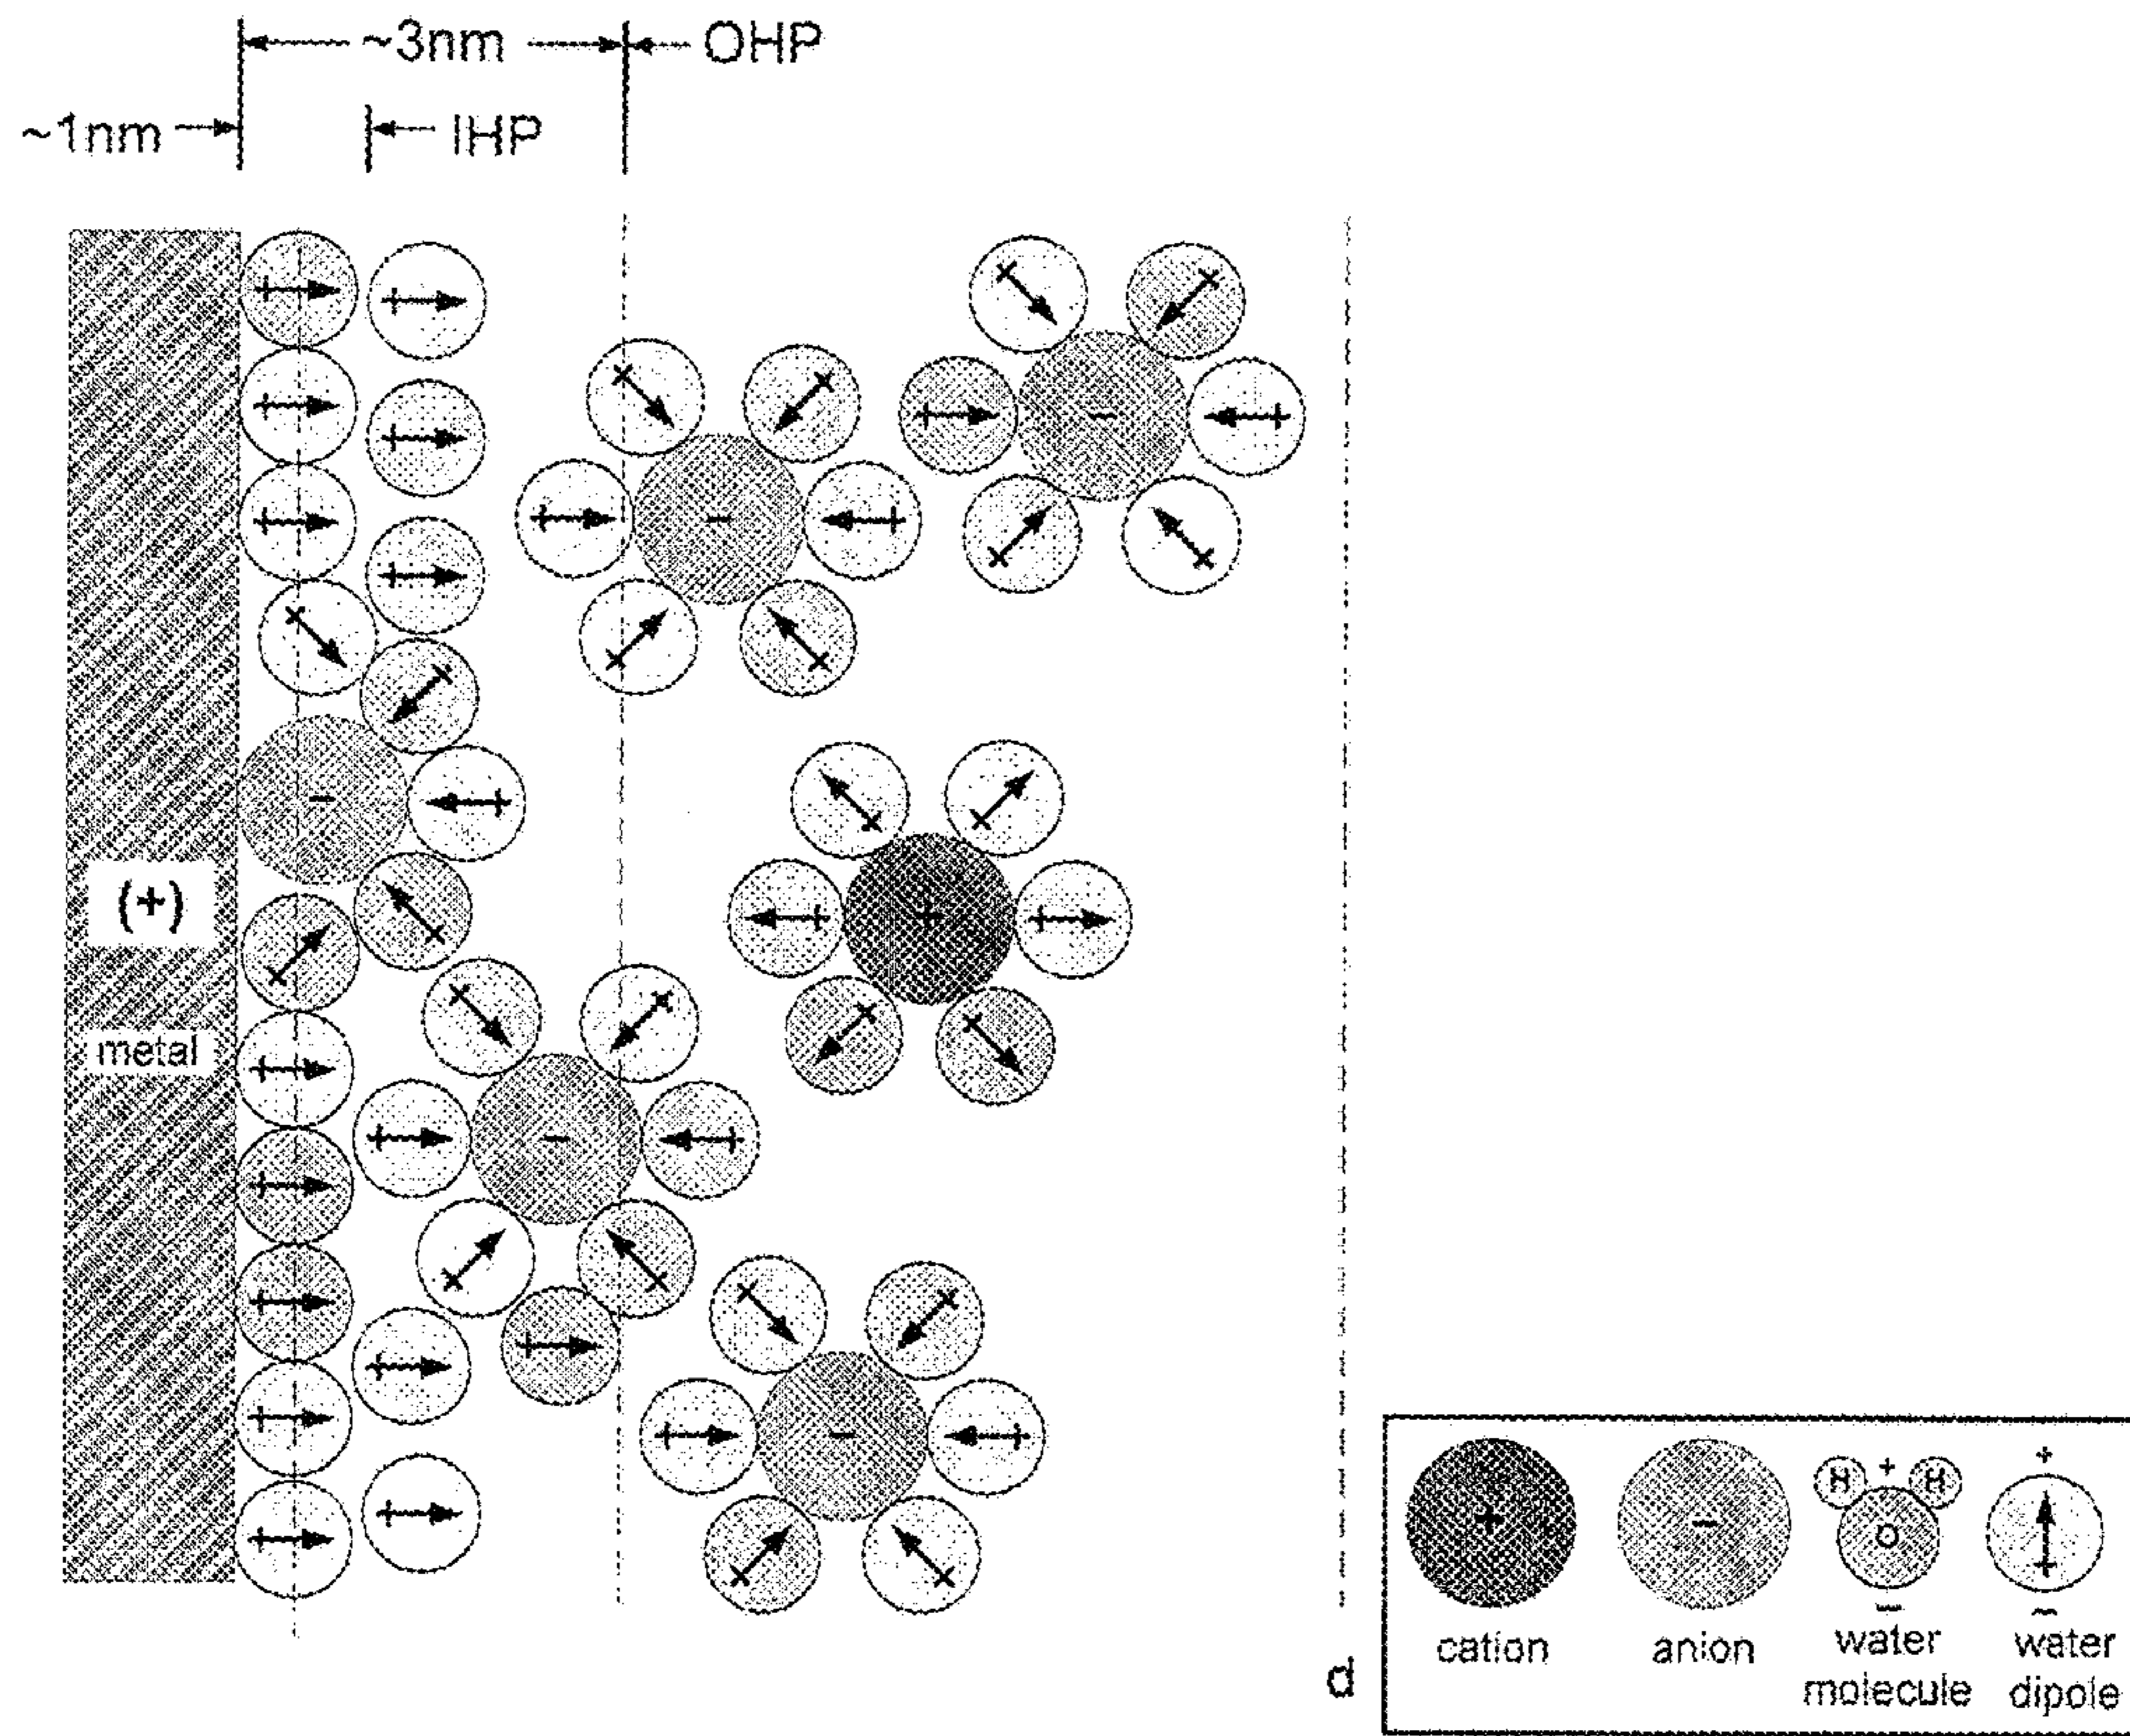 ~3nm OHP
~1nm IHP
(+)
metal
d
H + H
O
+
cation
anion
water
molecule
water
dipole